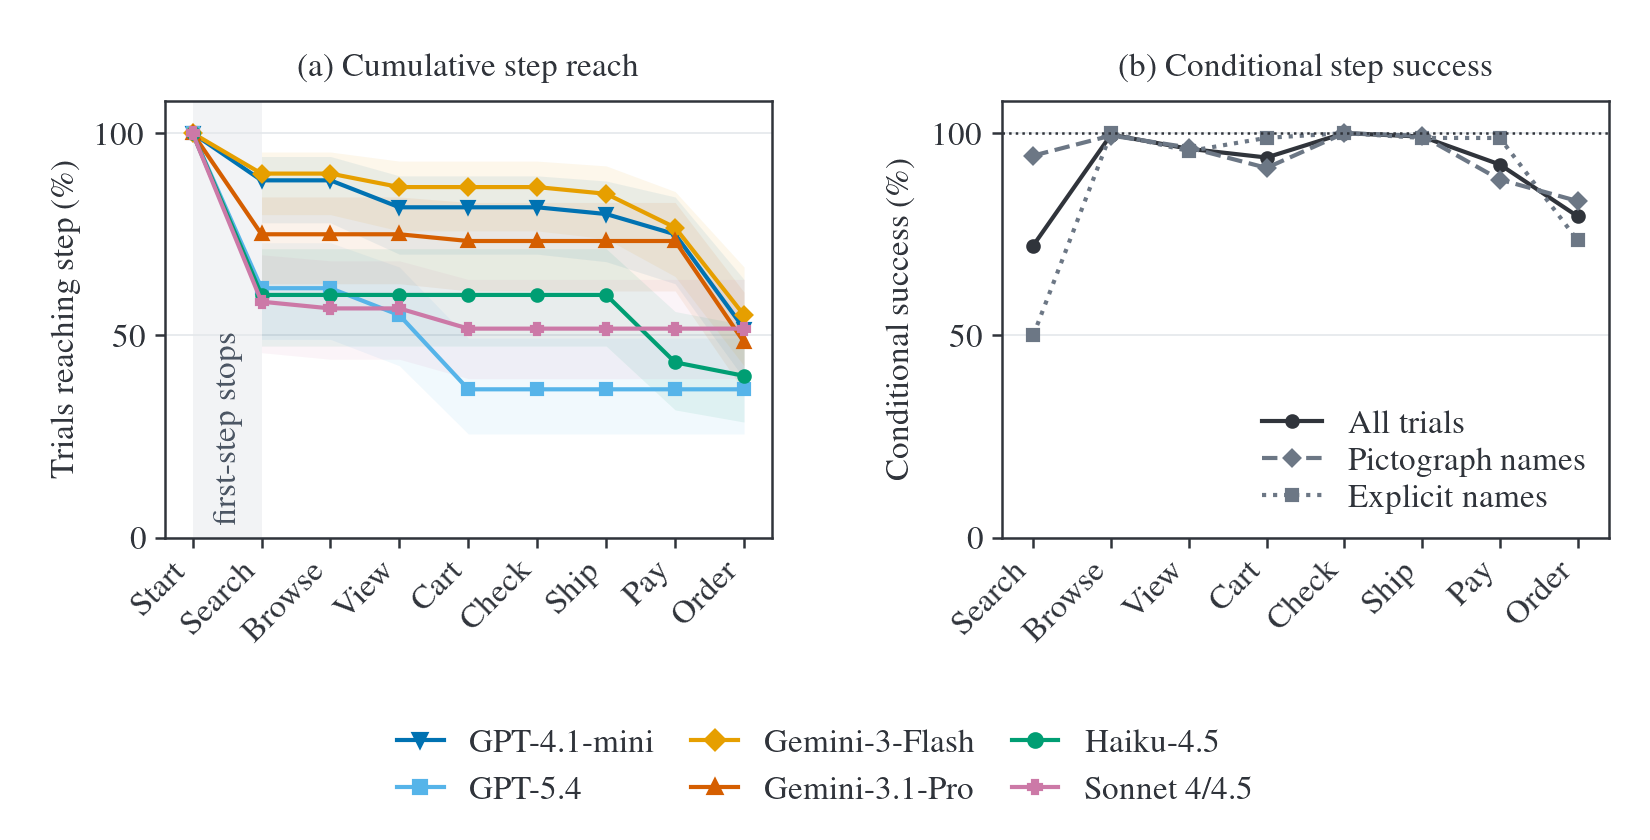 (a) Cumulative step reach
Trials reaching step (%)
100
50
0
first-step stops
Start
Search
Browse
View
Cart
Check
Ship
Pay
Order
(b) Conditional step success
Conditional success (%)
100
50
0
All trials
Pictograph names
Explicit names
Search
Browse
View
Cart
Check
Ship
Pay
Order
GPT-4.1-mini
Gemini-3-Flash
Haiku-4.5
GPT-5.4
Gemini-3.1-Pro
Sonnet 4/4.5